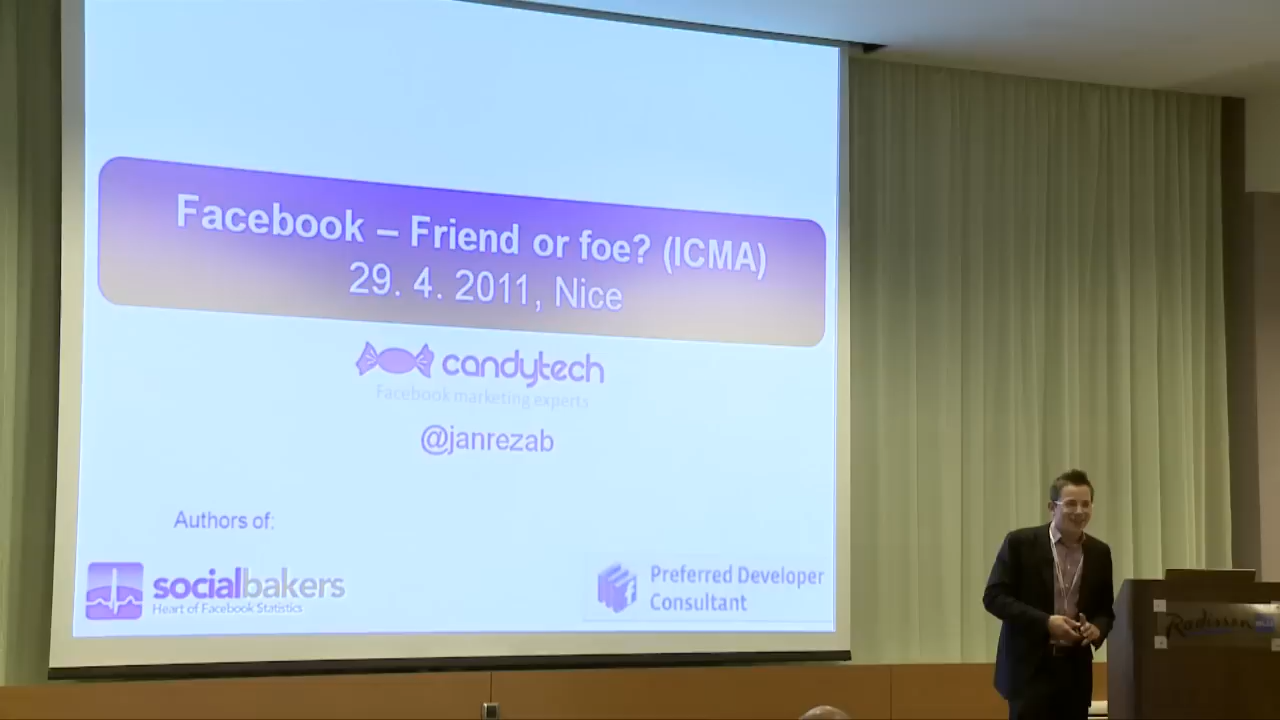 Facebook – Friend or foe? (ICMA)
29. 4. 2011, Nice
candytech
Facebook marketing experts
@janrezab
Authors of:
socialbakers
Heart of Facebook Statistics
Preferred Developer
Consultant
Radisson